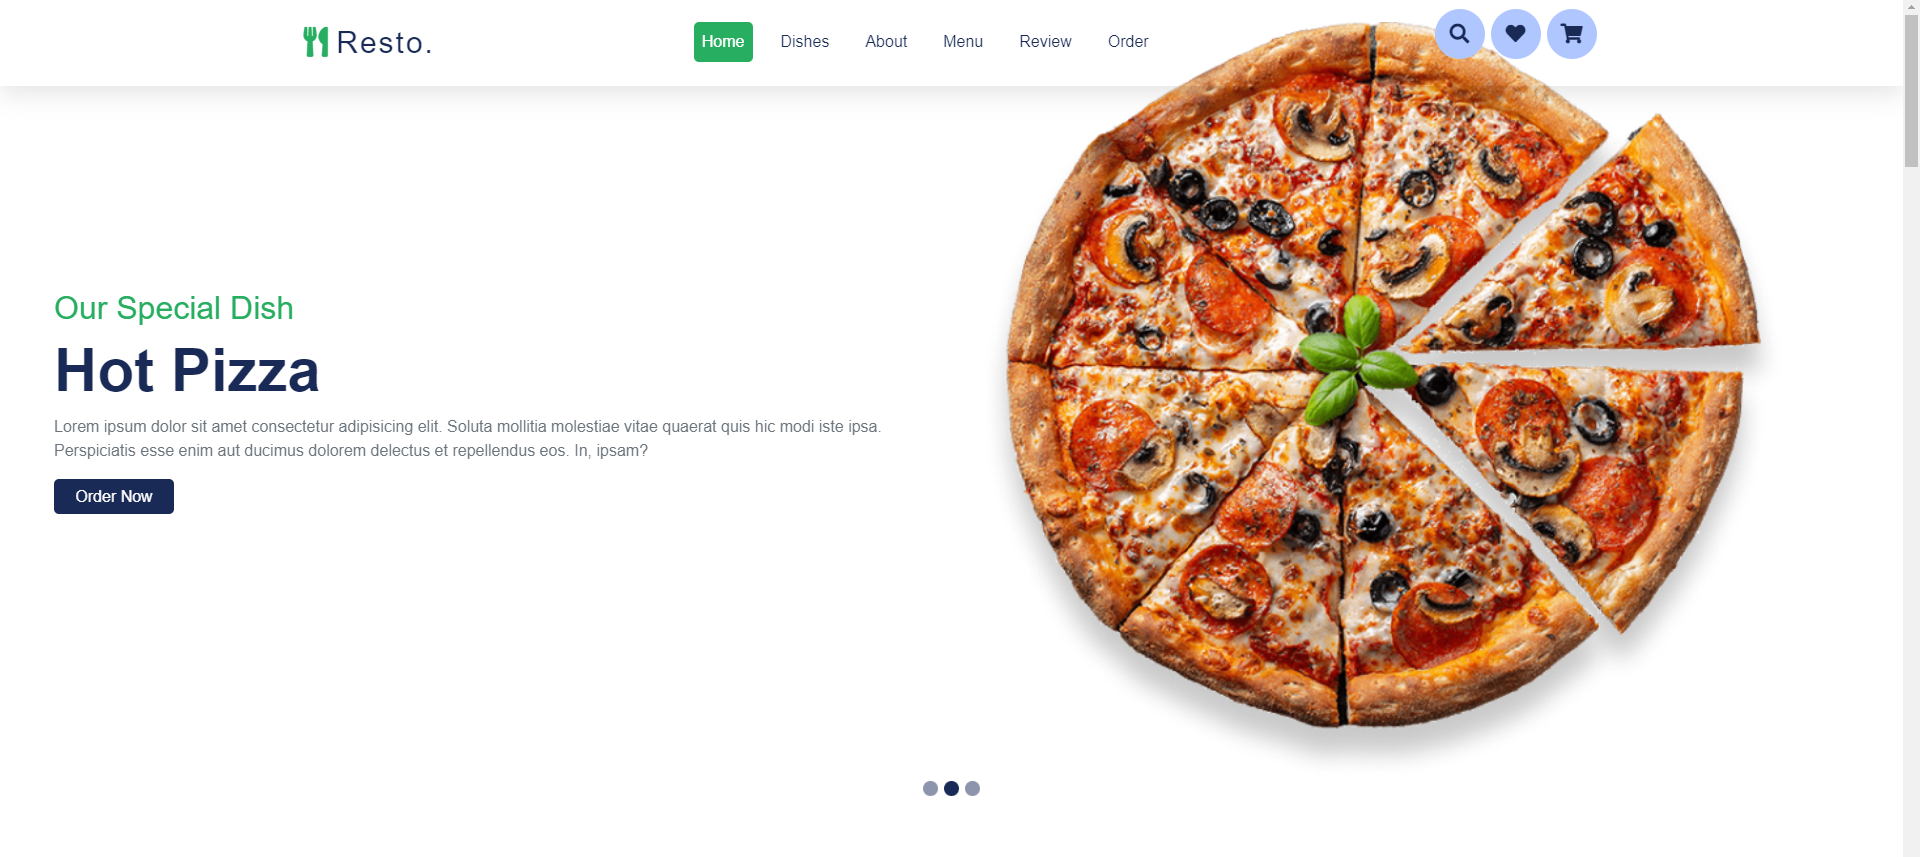 Resto.
Home Dishes About Menu Review Order
Our Special Dish
Hot Pizza
Lorem ipsum dolor sit amet consectetur adipisicing elit. Soluta mollitia molestiae vitae quaerat quis hic modi iste ipsa.
Perspiciatis esse enim aut ducimus dolorem delectus et repellendus eos. In, ipsam?
Order Now